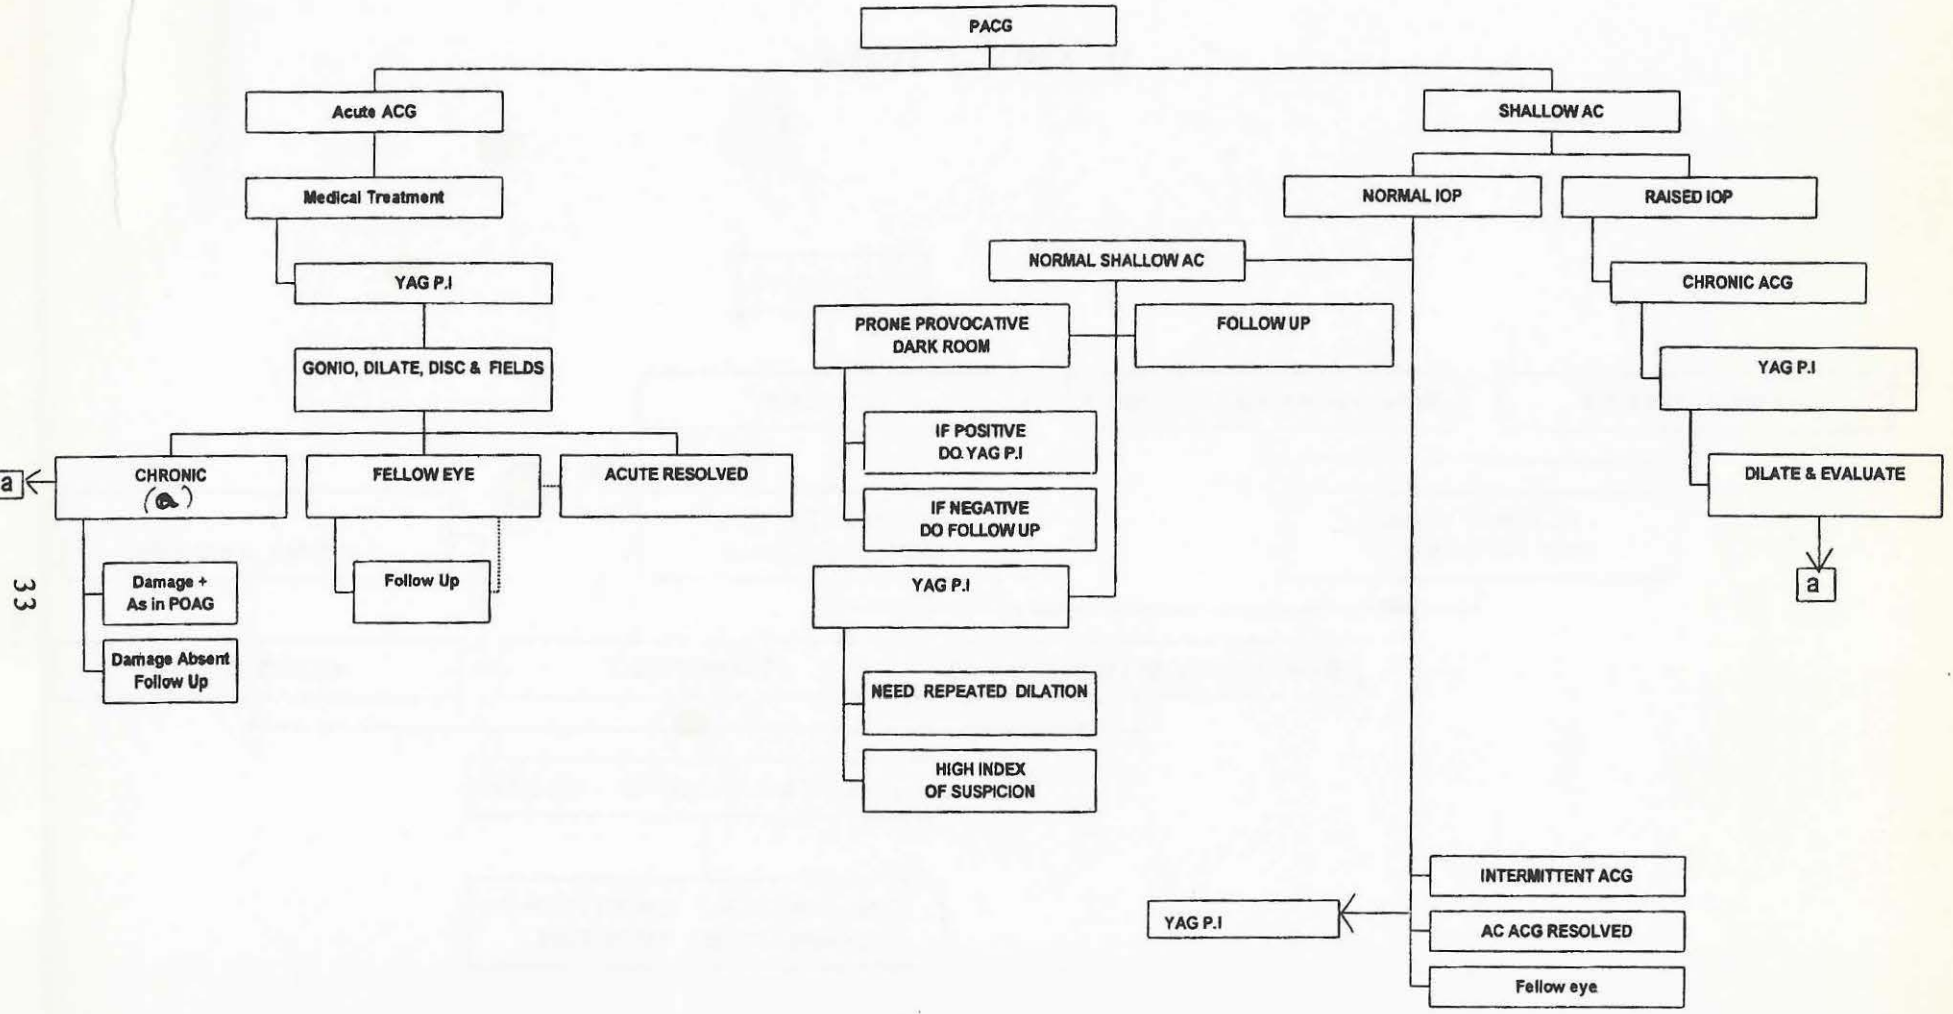 PACG
Acute ACG
SHALLOW AC
Medical Treatment
NORMAL IOP
RAISED IOP
YAG P.I
NORMAL SHALLOW AC
CHRONIC ACG
GONIO, DILATE, DISC & FIELDS
PRONE PROVOCATIVE
DARK ROOM
FOLLOW UP
YAG P.I
IF POSITIVE
DO YAG P.I
a
CHRONIC
(a)
FELLOW EYE
ACUTE RESOLVED
DILATE & EVALUATE
IF NEGATIVE
DO FOLLOW UP
Damage +
As in POAG
Follow Up
YAG P.I
a
33
Damage Absent
Follow Up
NEED REPEATED DILATION
HIGH INDEX
OF SUSPICION
INTERMITTENT ACG
YAG P.I
AC ACG RESOLVED
Fellow eye